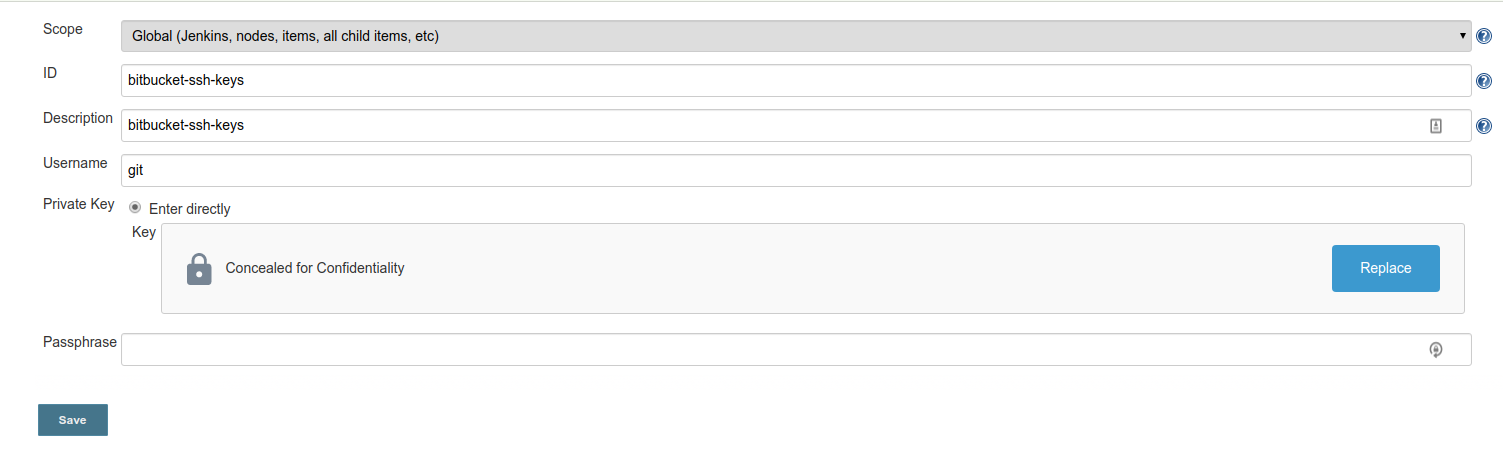 Scope
Global (Jenkins, nodes, items, all child items, etc)
ID
bitbucket-ssh-keys
Description
bitbucket-ssh-keys
Username
git
Private Key
Enter directly
Key
Concealed for Confidentiality
Replace
Passphrase
Save